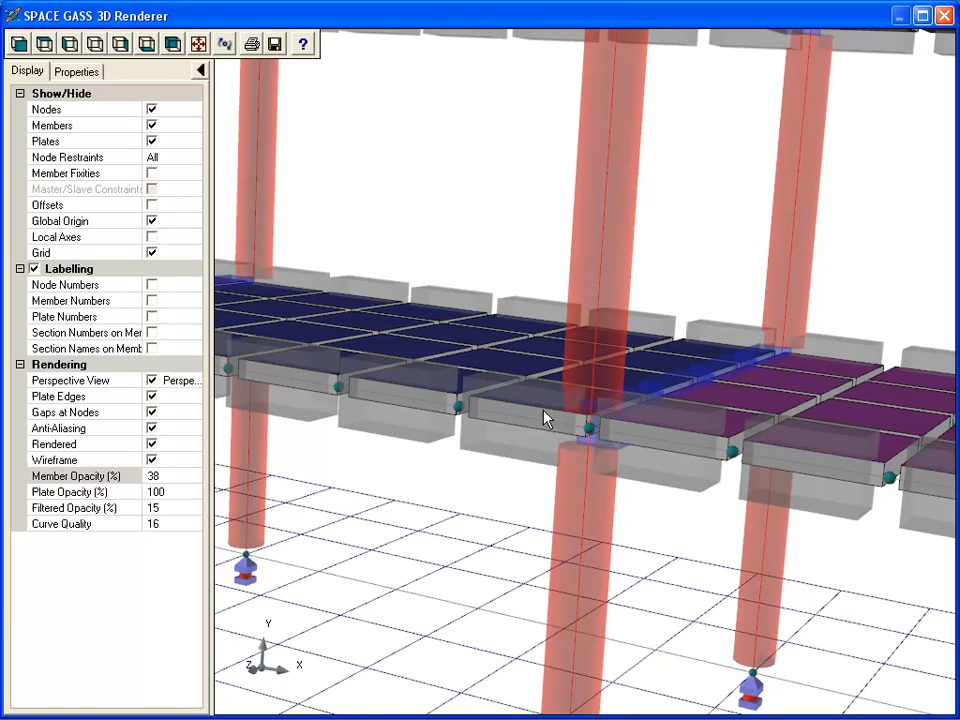 SPACE GASS 3D Renderer
?
Display Properties
Show/Hide
Nodes
Members
Plates
Node Restraints All
Member Fixities
Master/Slave Constraints
Offsets
Global Origin
Local Axes
Grid
Labelling
Node Numbers
Member Numbers
Plate Numbers
Section Numbers on Mer
Section Names on Memb
Rendering
Perspective View Perspe...
Plate Edges
Gaps at Nodes
Anti-Aliasing
Rendered
Wireframe
Member Opacity (%) 38
Plate Opacity (%) 100
Filtered Opacity (%) 15
Curve Quality 16
Y
Z X